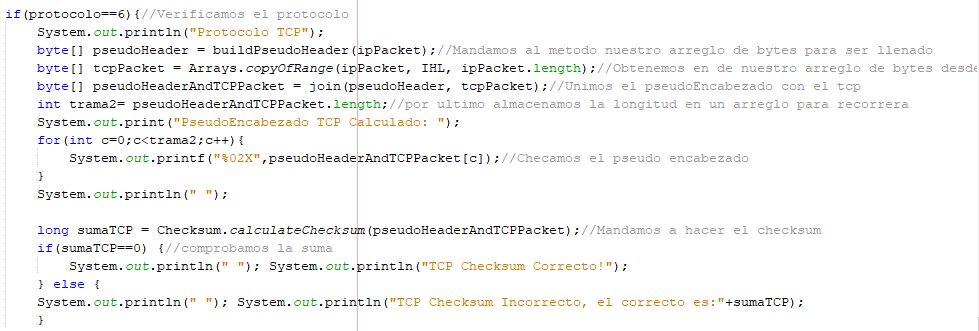 if(protocolo==6){//Verificamos el protocolo
    System.out.println("Protocolo TCP");
    byte[] pseudoHeader = buildPseudoHeader(ipPacket);//Mandamos al metodo nuestro arreglo de bytes para ser llenado
    byte[] tcpPacket = Arrays.copyOfRange(ipPacket, IHL, ipPacket.length);//Obtenemos en de nuestro arreglo de bytes desde
    byte[] pseudoHeaderAndTCPPacket = join(pseudoHeader, tcpPacket);//Unimos el pseudoEncabezado con el tcp
    int trama2= pseudoHeaderAndTCPPacket.length;//por ultimo almacenamos la longitud en un arreglo para recorrera
    System.out.print("PseudoEncabezado TCP Calculado: ");
    for(int c=0;c<trama2;c++){
        System.out.printf("%02X",pseudoHeaderAndTCPPacket[c]);//Checamos el pseudo encabezado
    }
    System.out.println(" ");

    long sumaTCP = Checksum.calculateChecksum(pseudoHeaderAndTCPPacket);//Mandamos a hacer el checksum
    if(sumaTCP==0) {//comprobamos la suma
        System.out.println(" "); System.out.println("TCP Checksum Correcto!");
    } else {
    System.out.println(" "); System.out.println("TCP Checksum Incorrecto, el correcto es:"+sumaTCP);
    }